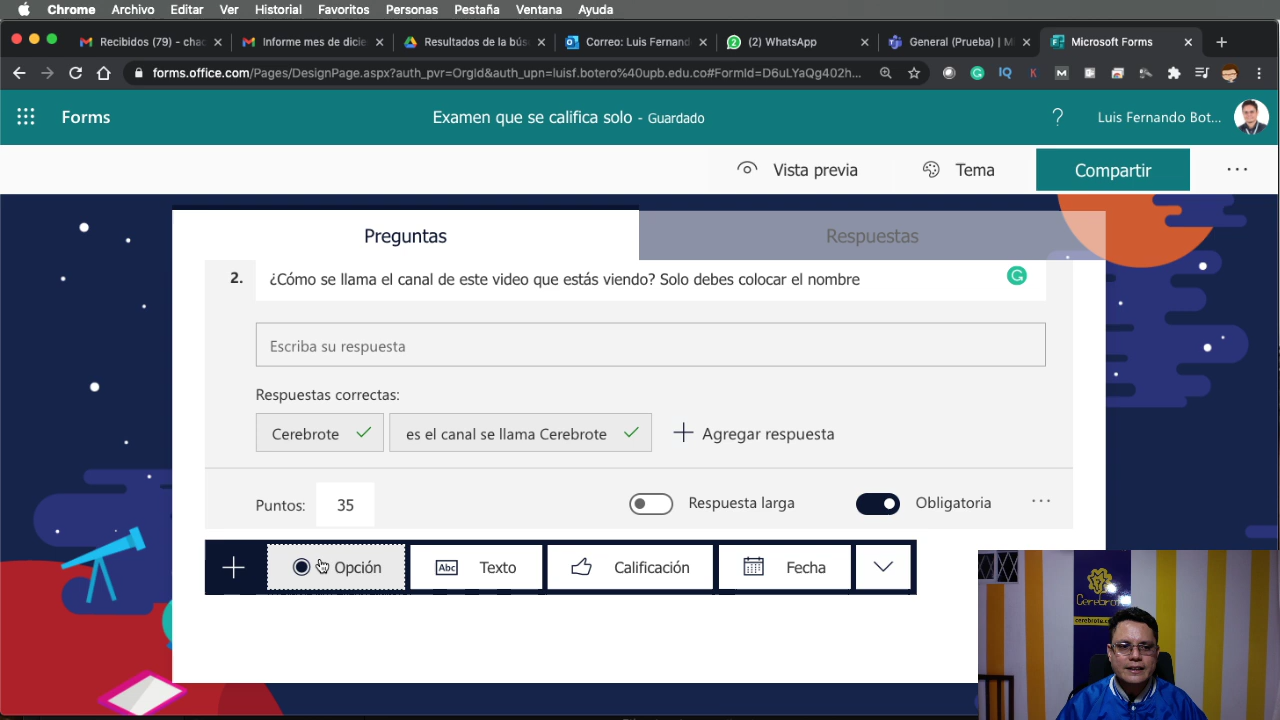 Chrome Archivo Editar Ver Historial Favoritos Personas Pestaña Ventana Ayuda
Recibidos (79) - chac
Informe mes de dicie
Resultados de la bús
Correo: Luis Fernand
(2) WhatsApp
General (Prueba) | M
Microsoft Forms
forms.office.com/Pages/DesignPage.aspx?auth_pvr=OrgId&auth_upn=luisf.botero%40upb.edu.co#FormId=D6uLYaQg402h...
Forms
Examen que se califica solo - Guardado
?
Luis Fernando Bot...
Vista previa
Tema
Compartir
...
Preguntas
Respuestas
2. ¿Cómo se llama el canal de este video que estás viendo? Solo debes colocar el nombre
Escriba su respuesta
Respuestas correctas:
Cerebrote
es el canal se llama Cerebrote
Agregar respuesta
Puntos: 35
Respuesta larga
Obligatoria
...
Opción
Abc Texto
Calificación
Fecha
Cerebrote